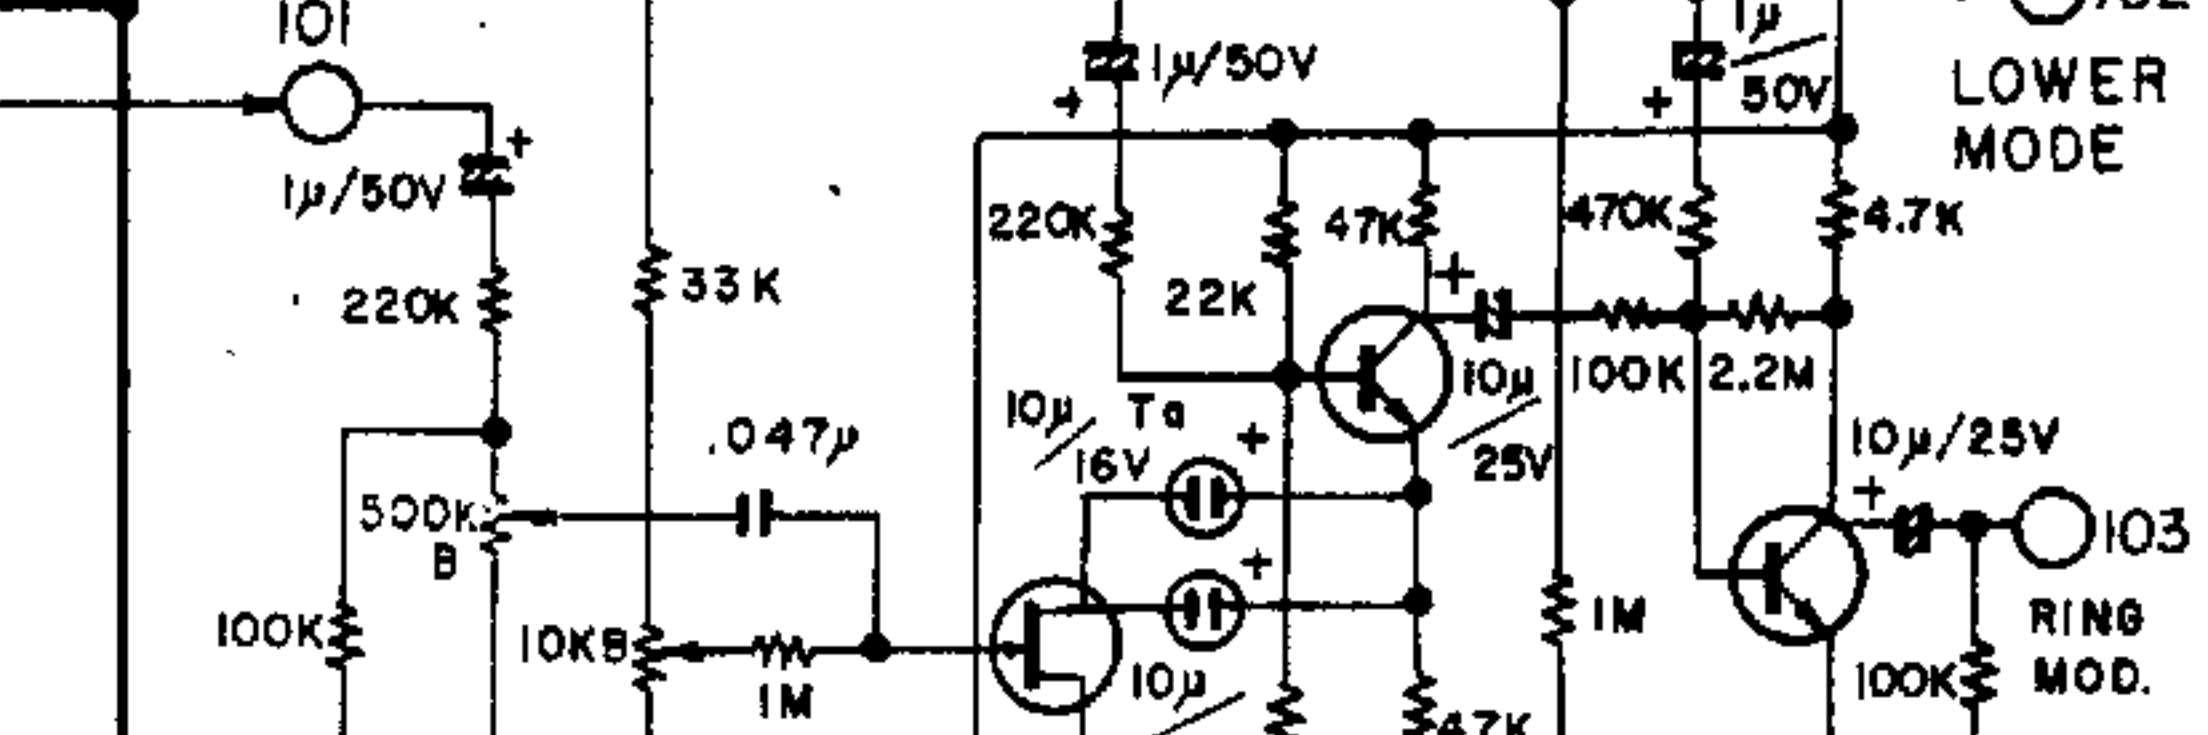 101
1μ/50V
1μ
50V
LOWER
MODE
+
+
+
1μ/50V
220K
47K
470K
4.7K
220K
33K
22K
+
10μ
100K
2.2M
10μ
Ta
16V
+
25V
.047μ
10μ/25V
+
500K
B
103
+
100K
10KB
1M
RING
MOD.
1M
10μ
100K
47K